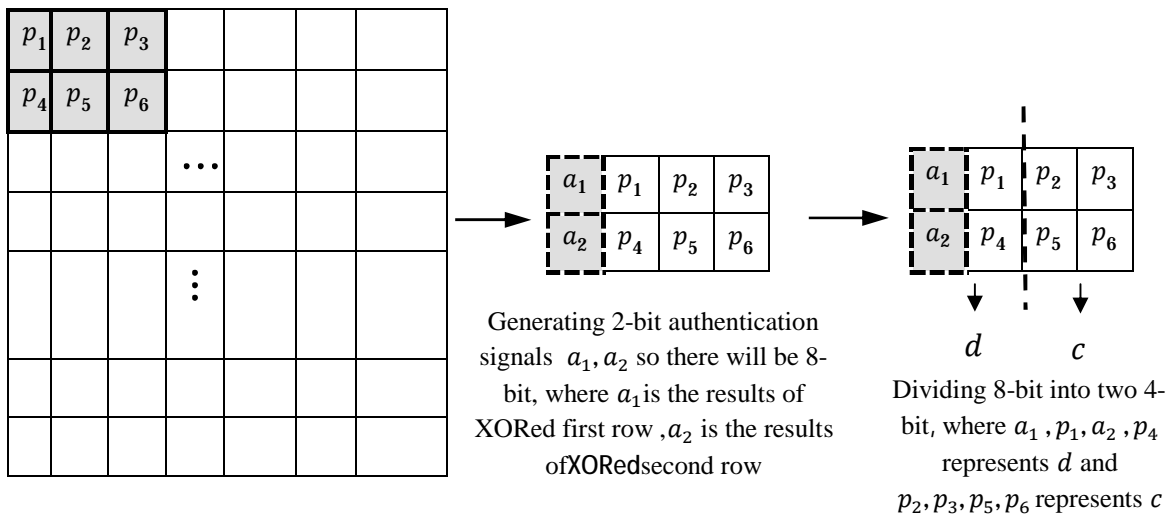 p₁ p₂ p₃
p₄ p₅ p₆
...
⋮
a₁ p₁ p₂ p₃
a₂ p₄ p₅ p₆
Generating 2-bit authentication
signals a₁, a₂ so there will be 8-
bit, where a₁is the results of
XORed first row ,a₂ is the results
ofXORedsecond row
a₁ p₁ p₂ p₃
a₂ p₄ p₅ p₆
d c
Dividing 8-bit into two 4-
bit, where a₁ , p₁, a₂ , p₄
represents d and
p₂, p₃, p₅, p₆ represents c